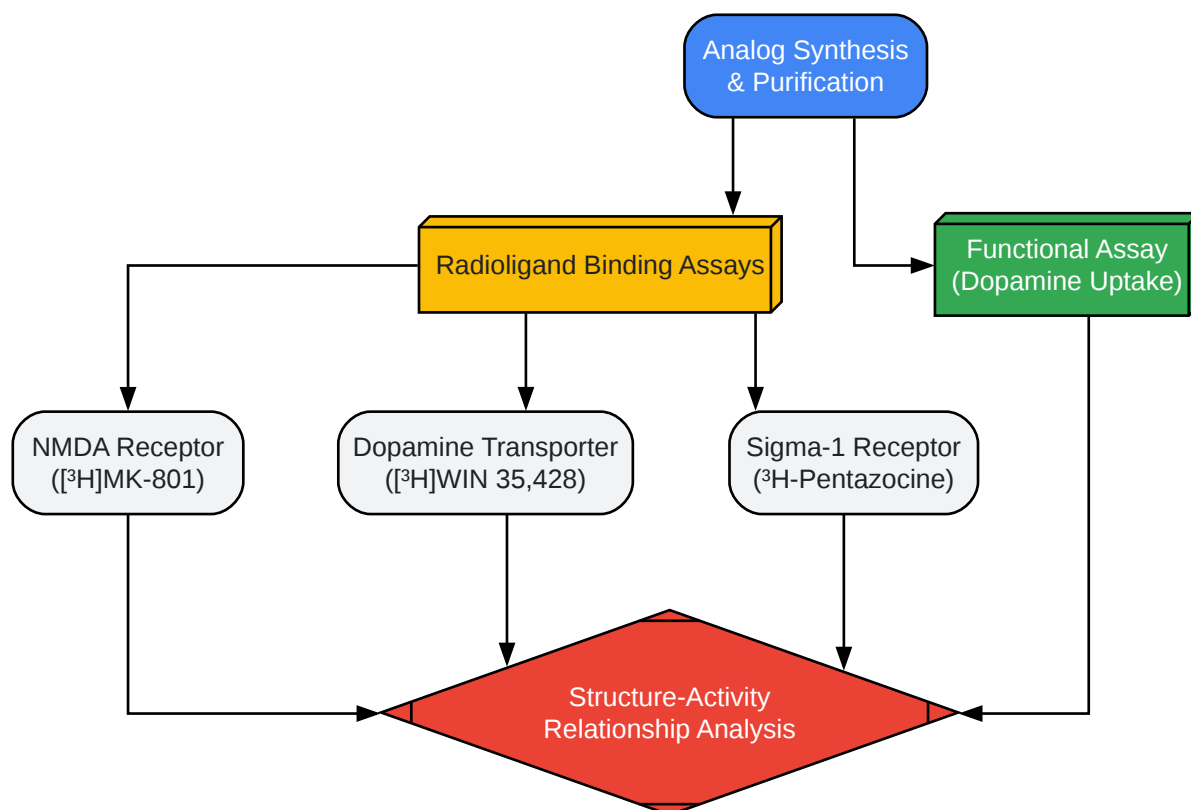 Analog Synthesis
& Purification
Radioligand Binding Assays
Functional Assay
(Dopamine Uptake)
NMDA Receptor
([³H]MK-801)
Dopamine Transporter
([³H]WIN 35,428)
Sigma-1 Receptor
(³H-Pentazocine)
Structure-Activity
Relationship Analysis